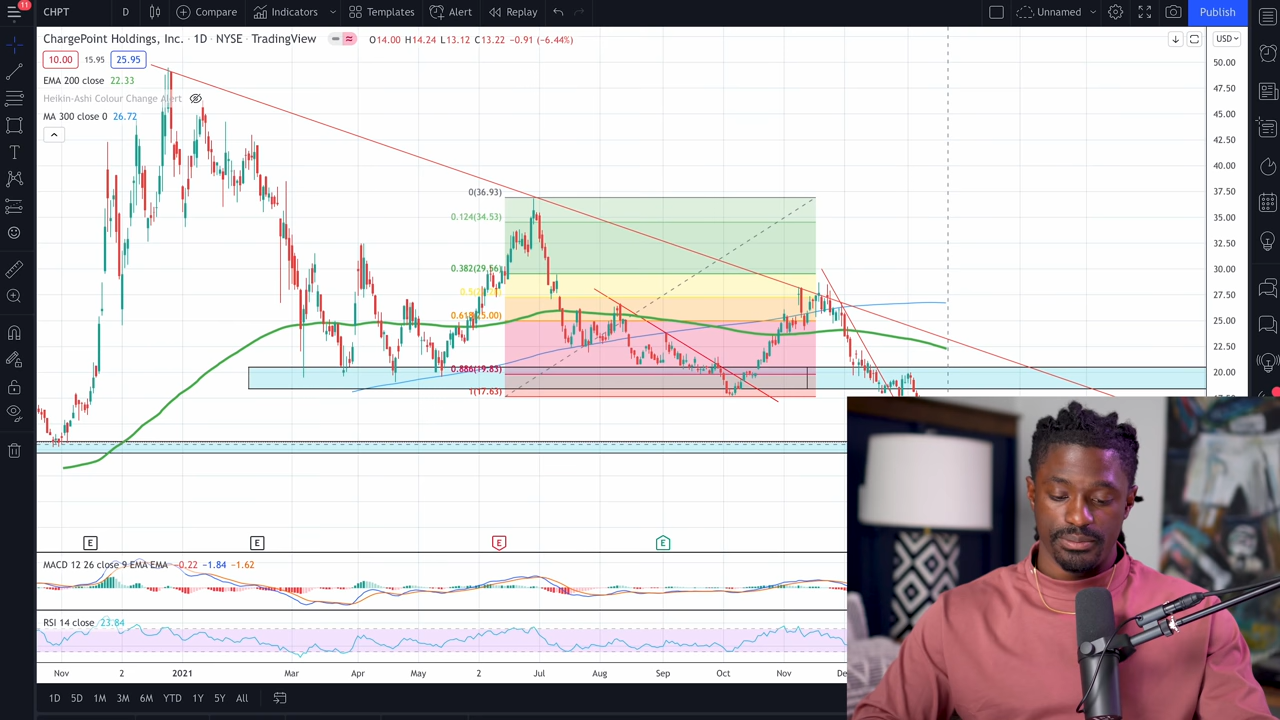 11
CHPT D Compare Indicators Templates Alert Replay Unnamed Publish
ChargePoint Holdings, Inc. · 1D · NYSE · TradingView O14.00 H14.24 L13.12 C13.22 −0.91 (−6.44%) USD
10.00 15.95 25.95
EMA 200 close 22.33
Heikin-Ashi Colour Change Alert
MA 300 close 0 26.72
50.00
47.50
45.00
42.50
40.00
37.50
35.00
32.50
30.00
27.50
25.00
22.50
20.00
0(36.93)
0.124(34.53)
0.382(29.56)
0.618(25.00)
0.886(19.83)
1(17.63)
E E E E
MACD 12 26 close 9 EMA EMA −0.22 −1.84 −1.62
RSI 14 close 23.84
Nov 2 2021 Mar Apr May 2 Jul Aug Sep Oct Nov
1D 5D 1M 3M 6M YTD 1Y 5Y All